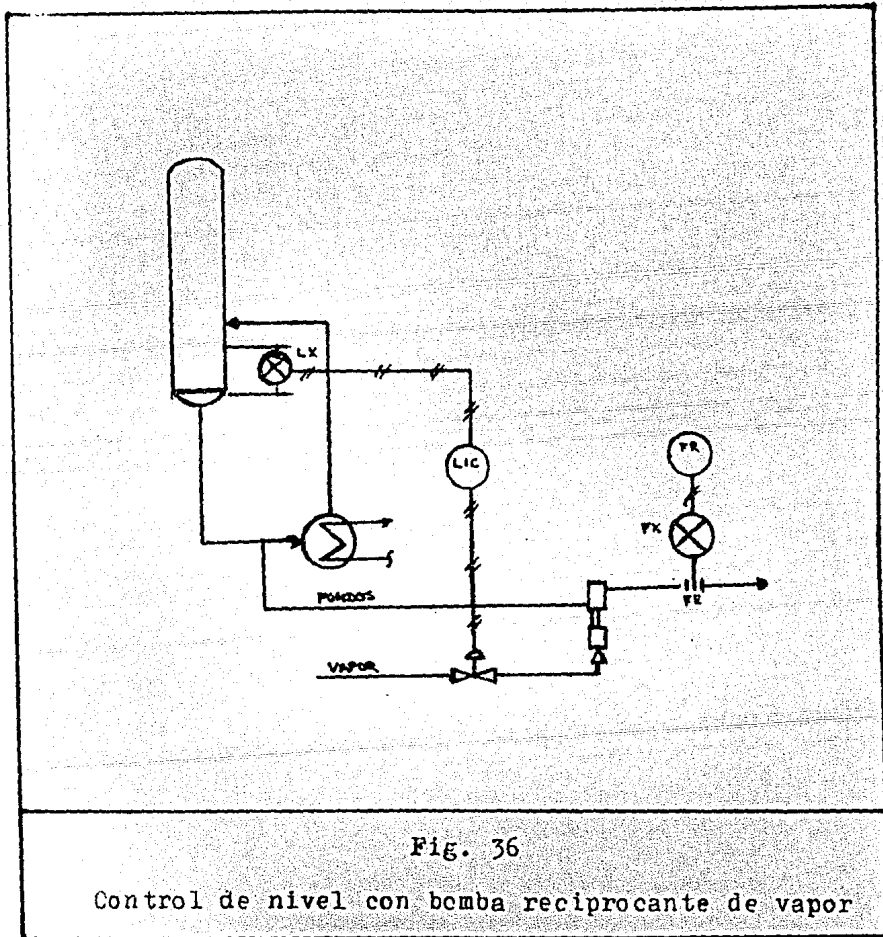 LX
LIC
FR
FX
FE
FONDOS
VAPOR
Fig. 36
Control de nivel con bomba reciprocante de vapor